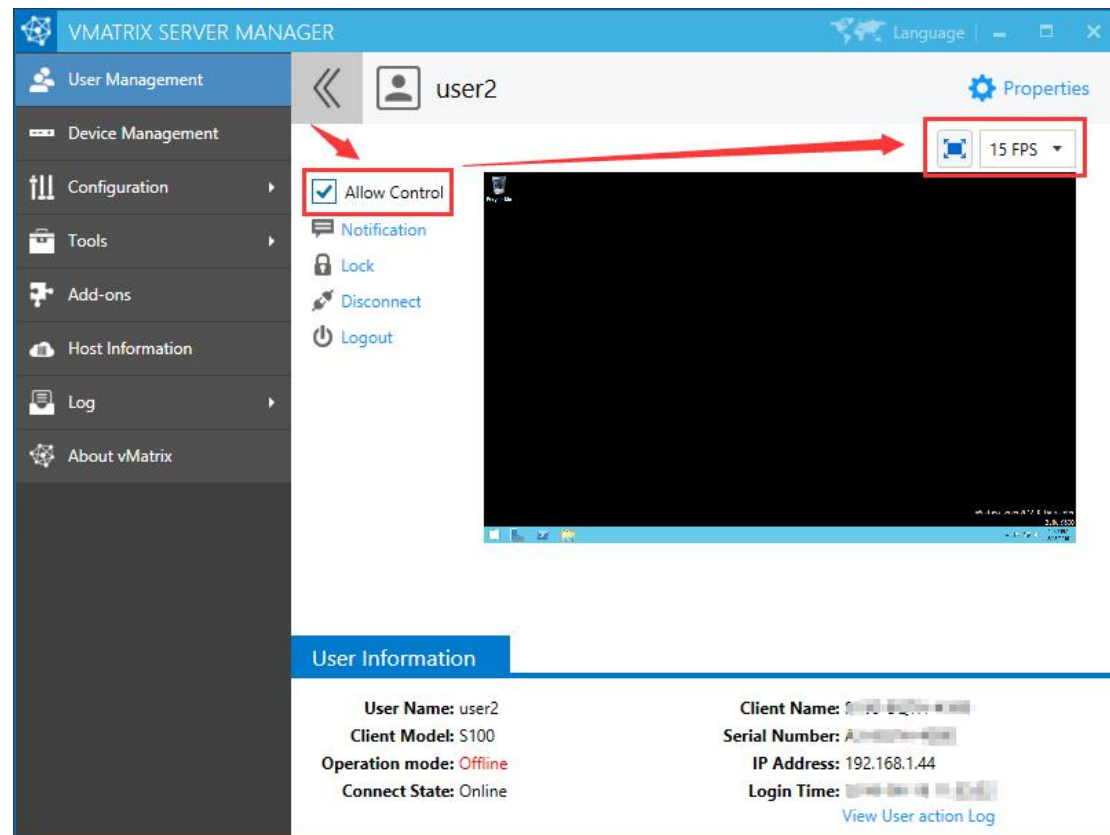 VMATRIX SERVER MANAGER
Language
User Management
Device Management
Configuration
Tools
Add-ons
Host Information
Log
About vMatrix
user2
Properties
15 FPS
Allow Control
Notification
Lock
Disconnect
Logout
User Information
User Name: user2
Client Model: S100
Operation mode: Offline
Connect State: Online
Client Name:
Serial Number:
IP Address: 192.168.1.44
Login Time:
View User action Log